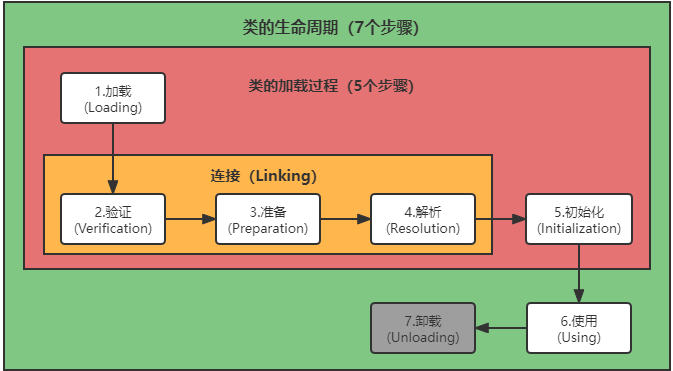 类的生命周期（7个步骤）
类的加载过程（5个步骤）
1.加载
(Loading)
连接（Linking）
2.验证
(Verification)
3.准备
(Preparation)
4.解析
(Resolution)
5.初始化
(Initialization)
7.卸载
(Unloading)
6.使用
(Using)